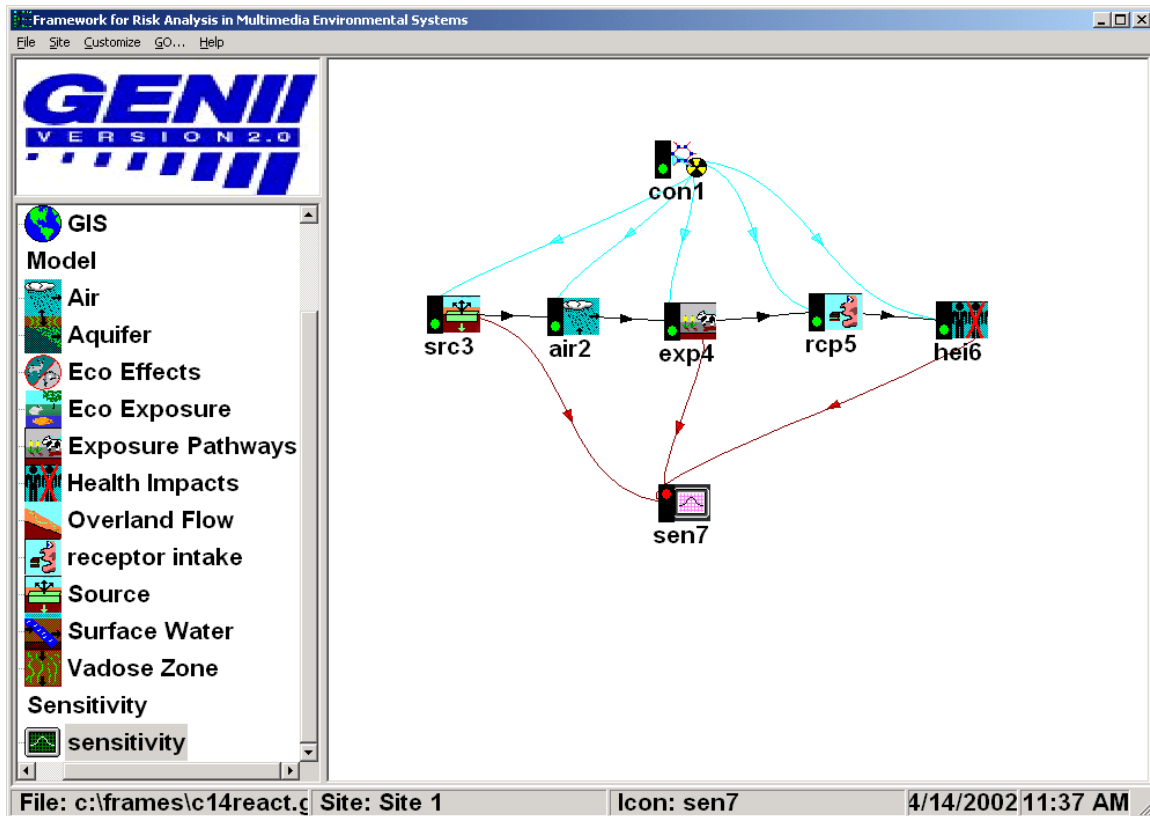 Framework for Risk Analysis in Multimedia Environmental Systems
File Site Customize GO... Help
GENII
VERSION 2.0
GIS
Model
Air
Aquifer
Eco Effects
Eco Exposure
Exposure Pathways
Health Impacts
Overland Flow
receptor intake
Source
Surface Water
Vadose Zone
Sensitivity
sensitivity
con1
src3
air2
exp4
rcp5
hei6
sen7
File: c:\frames\c14react.g Site: Site 1 Icon: sen7 4/14/2002 11:37 AM